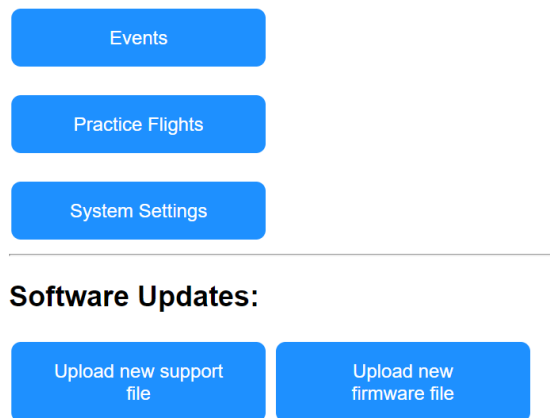 Events
Practice Flights
System Settings
Software Updates:
Upload new support
file
Upload new
firmware file